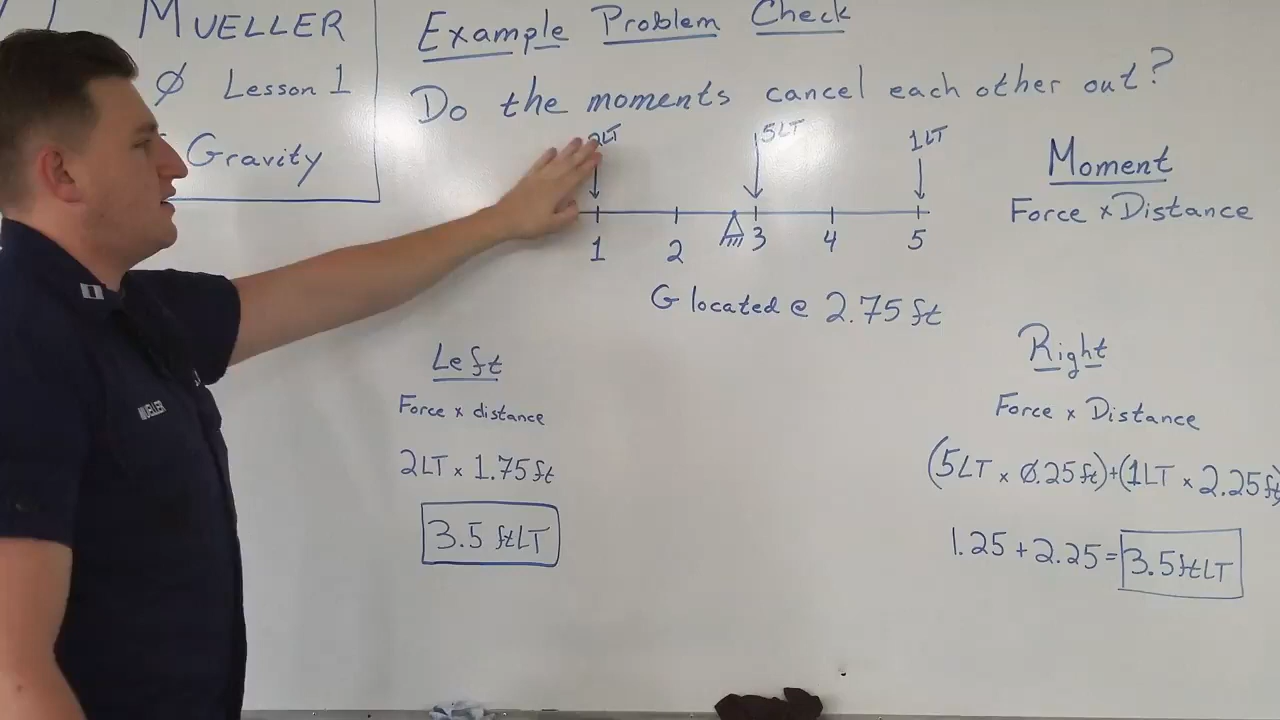 MUELLER
Ø Lesson 1
Gravity
Example Problem Check
Do the moments cancel each other out?
2LT 5LT 1LT
1 2 3 4 5
G located @ 2.75 ft
Moment
Force x Distance
Left
Force x distance
2LT x 1.75 ft
3.5 ftLT
Right
Force x Distance
(5LT x Ø.25 ft)+(1LT x 2.25 ft)
1.25 + 2.25 = 3.5 ftLT
MUELLER